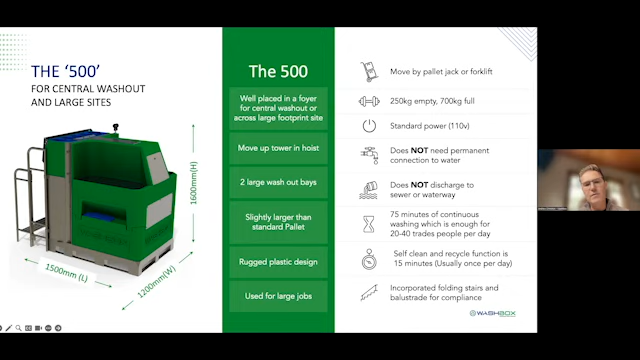 THE ‘500’
FOR CENTRAL WASHOUT
AND LARGE SITES
1600mm(H)
1500mm (L)
1200mm(W)
The 500
Well placed in a foyer
for central washout or
across large footprint site
Move up tower in hoist
2 large wash out bays
Slightly larger than
standard Pallet
Rugged plastic design
Used for large jobs
Move by pallet jack or forklift
250kg empty, 700kg full
Standard power (110v)
Does NOT need permanent
connection to water
Does NOT discharge to
sewer or waterway
75 minutes of continuous
washing which is enough for
20-40 trades people per day
Self clean and recycle function is
15 minutes (Usually once per day)
Incorporated folding stairs and
balustrade for compliance
WASHBOX